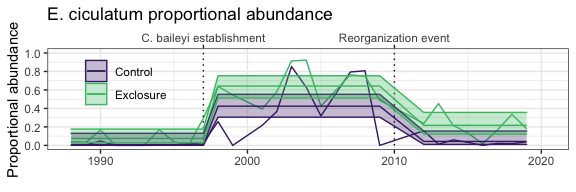 E. ciculatum proportional abundance
C. baileyi establishment
Reorganization event
Proportional abundance
1.0
0.8
0.6
0.4
0.2
0.0
Control
Exclosure
1990
2000
2010
2020